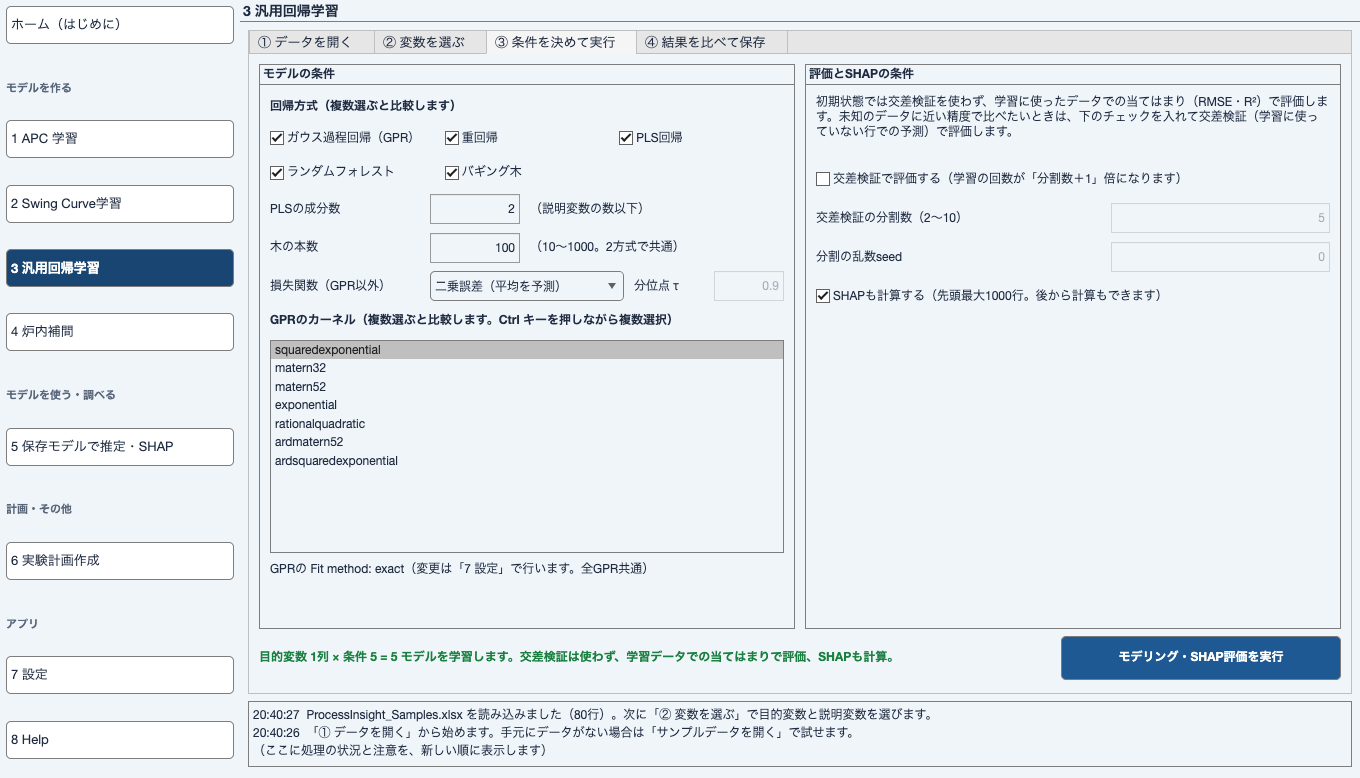 ホーム（はじめに）
モデルを作る
1 APC 学習
2 Swing Curve学習
3 汎用回帰学習
4 炉内補間
モデルを使う・調べる
5 保存モデルで推定・SHAP
計画・その他
6 実験計画作成
アプリ
7 設定
8 Help
3 汎用回帰学習
① データを開く
② 変数を選ぶ
③ 条件を決めて実行
④ 結果を比べて保存
モデルの条件
回帰方式（複数選ぶと比較します）
ガウス過程回帰（GPR）
重回帰
PLS回帰
ランダムフォレスト
バギング木
PLSの成分数
2
（説明変数の数以下）
木の本数
100
（10〜1000。2方式で共通）
損失関数（GPR以外）
二乗誤差（平均を予測）
分位点 τ
0.9
GPRのカーネル（複数選ぶと比較します。Ctrl キーを押しながら複数選択）
squaredexponential
matern32
matern52
exponential
rationalquadratic
ardmatern52
ardsquaredexponential
GPRの Fit method: exact（変更は「7 設定」で行います。全GPR共通）
評価とSHAPの条件
初期状態では交差検証を使わず、学習に使ったデータでの当てはまり（RMSE・R²）で評価しま
す。未知のデータに近い精度で比べたいときは、下のチェックを入れて交差検証（学習に使っ
ていない行での予測）で評価します。
交差検証で評価する（学習の回数が「分割数＋1」倍になります）
交差検証の分割数（2〜10）
5
分割の乱数seed
0
SHAPも計算する（先頭最大1000行。後から計算もできます）
目的変数 1列 × 条件 5 = 5 モデルを学習します。交差検証は使わず、学習データでの当てはまりで評価、SHAPも計算。
モデリング・SHAP評価を実行
20:40:27 ProcessInsight_Samples.xlsx を読み込みました（80行）。次に「② 変数を選ぶ」で目的変数と説明変数を選びます。
20:40:26 「① データを開く」から始めます。手元にデータがない場合は「サンプルデータを開く」で試せます。
（ここに処理の状況と注意を、新しい順に表示します）